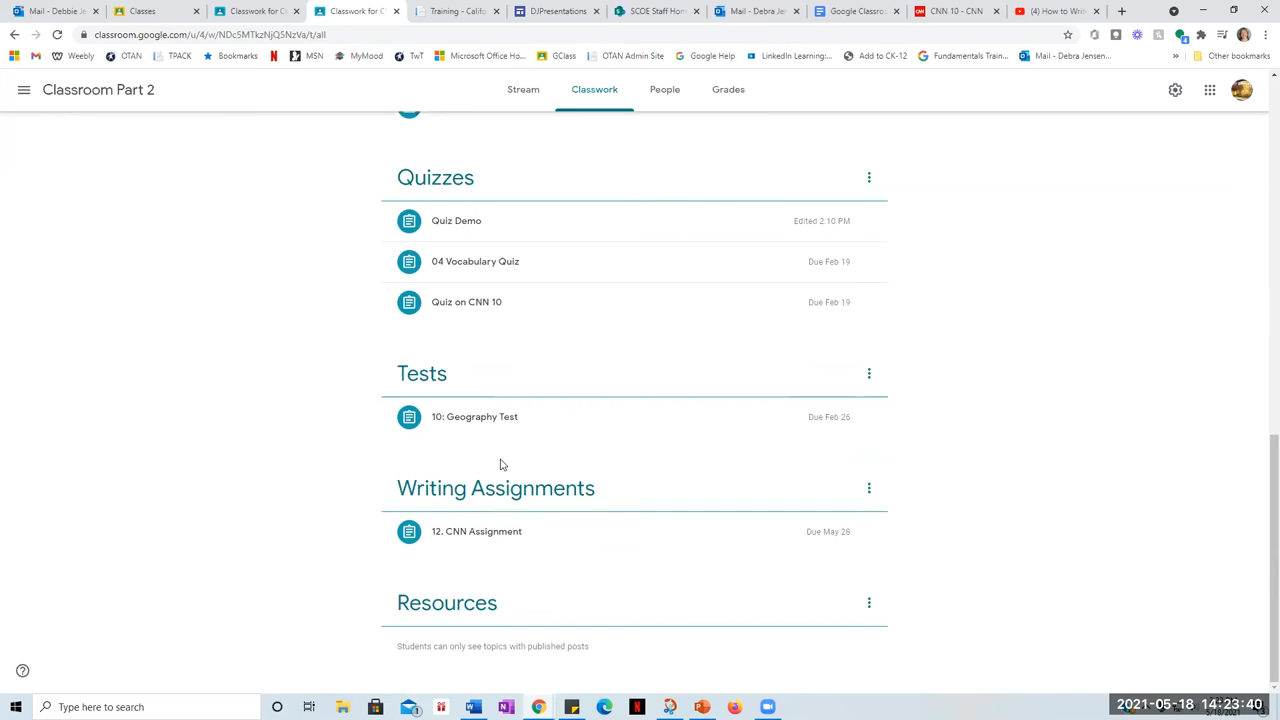 Mail - Debbie Je
Classes
Classwork for Cl
Classwork for C
Training - Califo
DJPresentations
SCOE Staff Hom
Mail - Debra Jen
Google Classroo
CNN 10 - CNN
(4) How to Write
classroom.google.com/u/4/w/NDc5MTkzNjQ5NzVa/t/all
Weebly
OTAN
TPACK
Bookmarks
MSN
MyMood
TwT
Microsoft Office Ho...
GClass
OTAN Admin Site
Google Help
LinkedIn Learning:...
Add to CK-12
Fundamentals Train...
Mail - Debra Jensen...
»
Other bookmarks
Classroom Part 2
Stream
Classwork
People
Grades
Quizzes
Quiz Demo
Edited 2:10 PM
04 Vocabulary Quiz
Due Feb 19
Quiz on CNN 10
Due Feb 19
Tests
10: Geography Test
Due Feb 26
Writing Assignments
12. CNN Assignment
Due May 28
Resources
Students can only see topics with published posts
Type here to search
2021-05-18 14:23:40